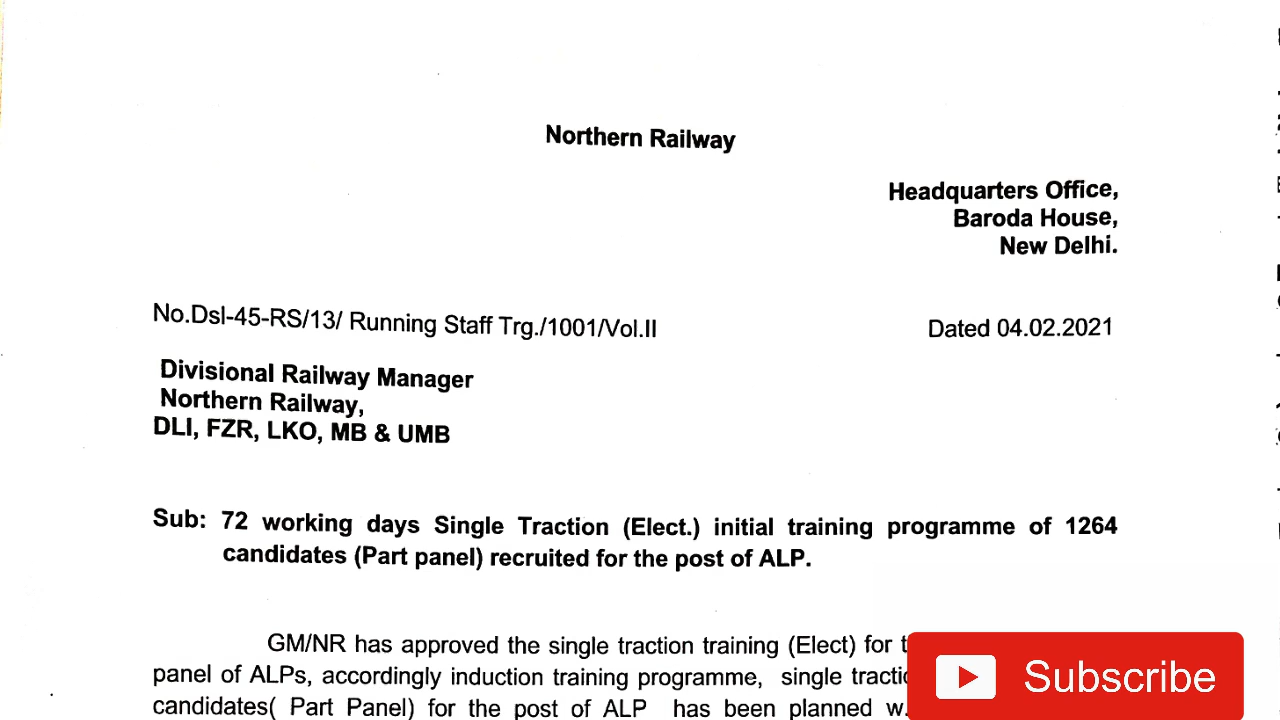 Northern Railway
Headquarters Office,
Baroda House,
New Delhi.
No.Dsl-45-RS/13/ Running Staff Trg./1001/Vol.II
Dated 04.02.2021
Divisional Railway Manager
Northern Railway,
DLI, FZR, LKO, MB & UMB
Sub: 72 working days Single Traction (Elect.) initial training programme of 1264
candidates (Part panel) recruited for the post of ALP.
GM/NR has approved the single traction training (Elect) for
panel of ALPs, accordingly induction training programme, single
candidates( Part Panel) for the post of ALP has been planned
Subscribe